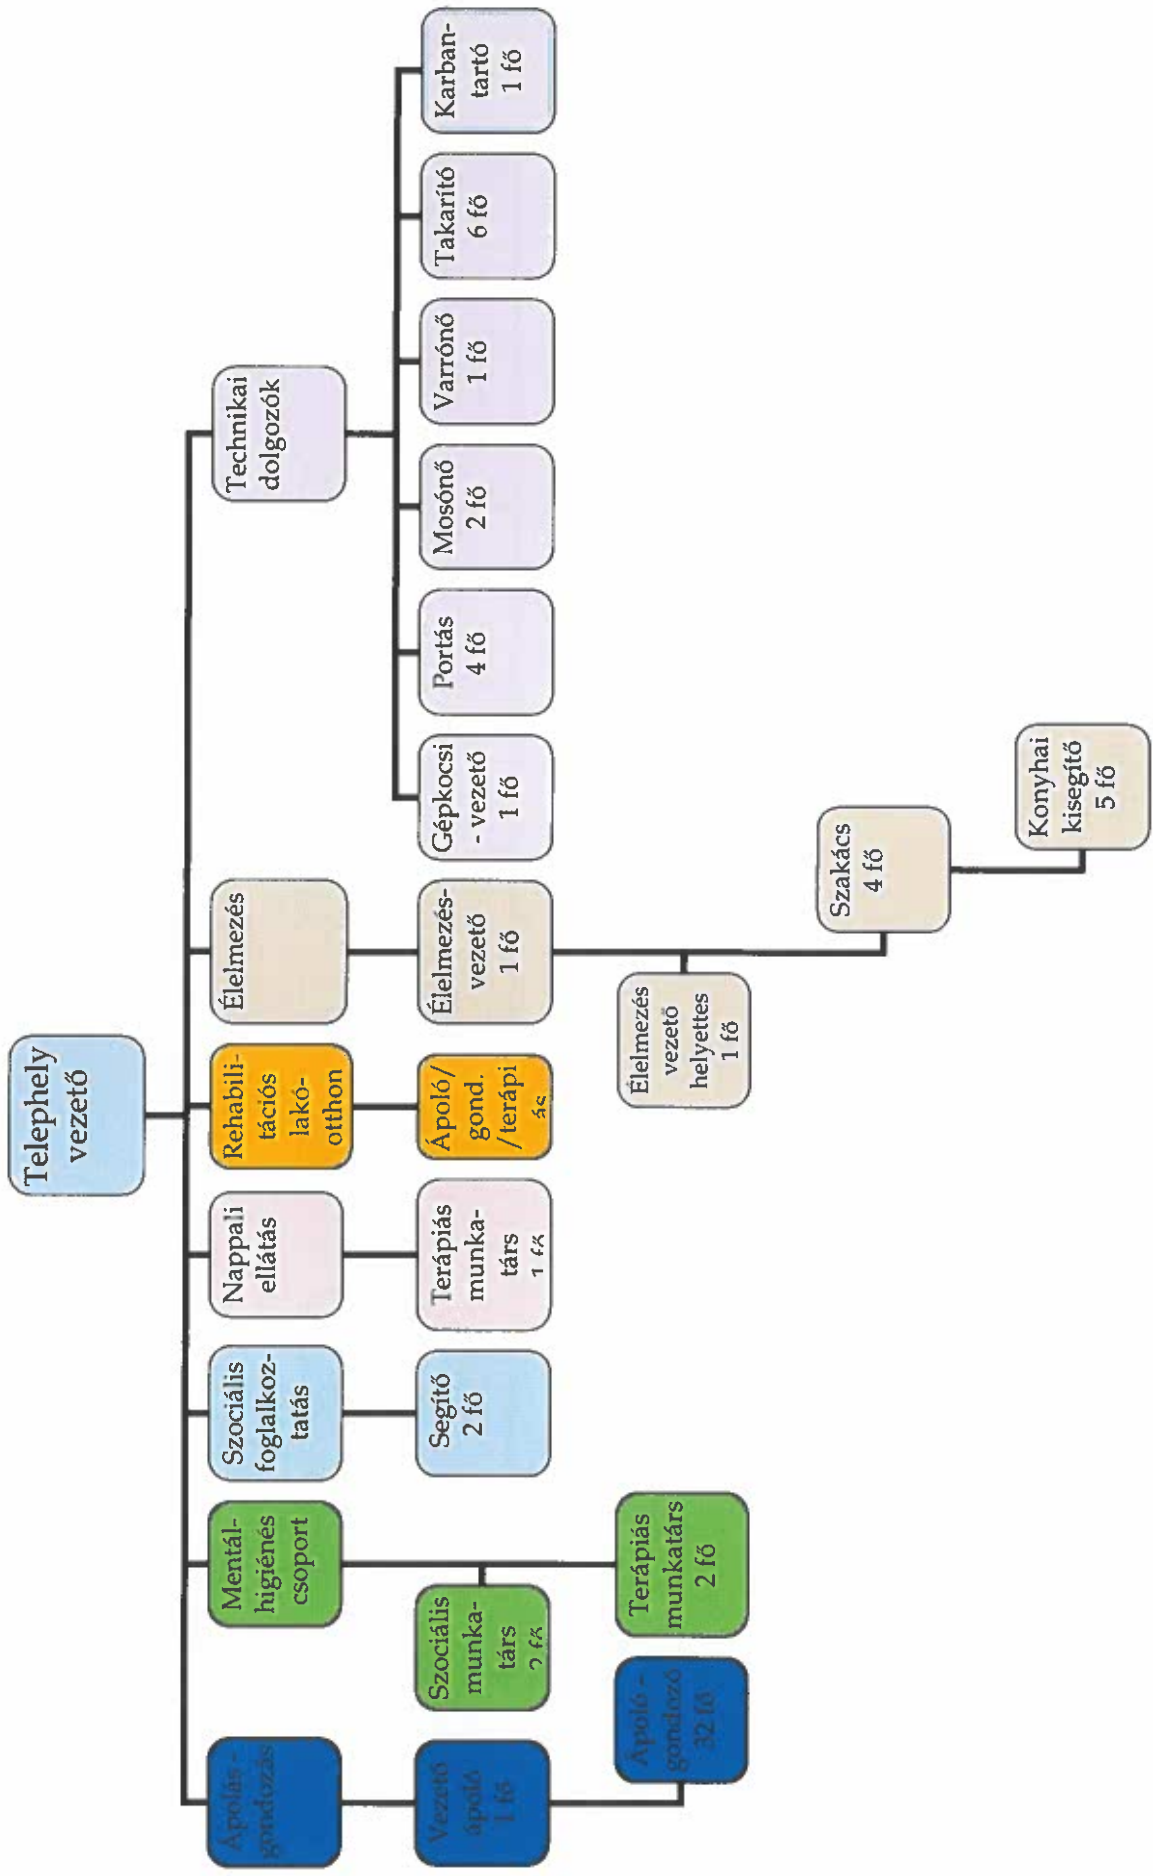 Telephely
vezető
Ápolás -
gondozás
Mentál-
higiénés
csoport
Szociális
foglalkoz-
tatás
Nappali
ellátás
Rehabili-
tációs
lakó-
otthon
Élelmezés
Technikai
dolgozók
Vezető
ápoló
1 fő
Szociális
munka-
társ
Segítő
2 fő
Terápiás
munka-
társ
1 fő
Ápoló/
gond.
/terápi
ás
Élelmezés-
vezető
1 fő
Gépkocsi
- vezető
1 fő
Portás
4 fő
Mosónő
2 fő
Varrónő
1 fő
Takarító
6 fő
Karban-
tartó
1 fő
Ápoló -
gondozó
32 fő
Terápiás
munkatárs
2 fő
Élelmezés
vezető
helyettes
1 fő
Szakács
4 fő
Konyhai
kisegítő
5 fő